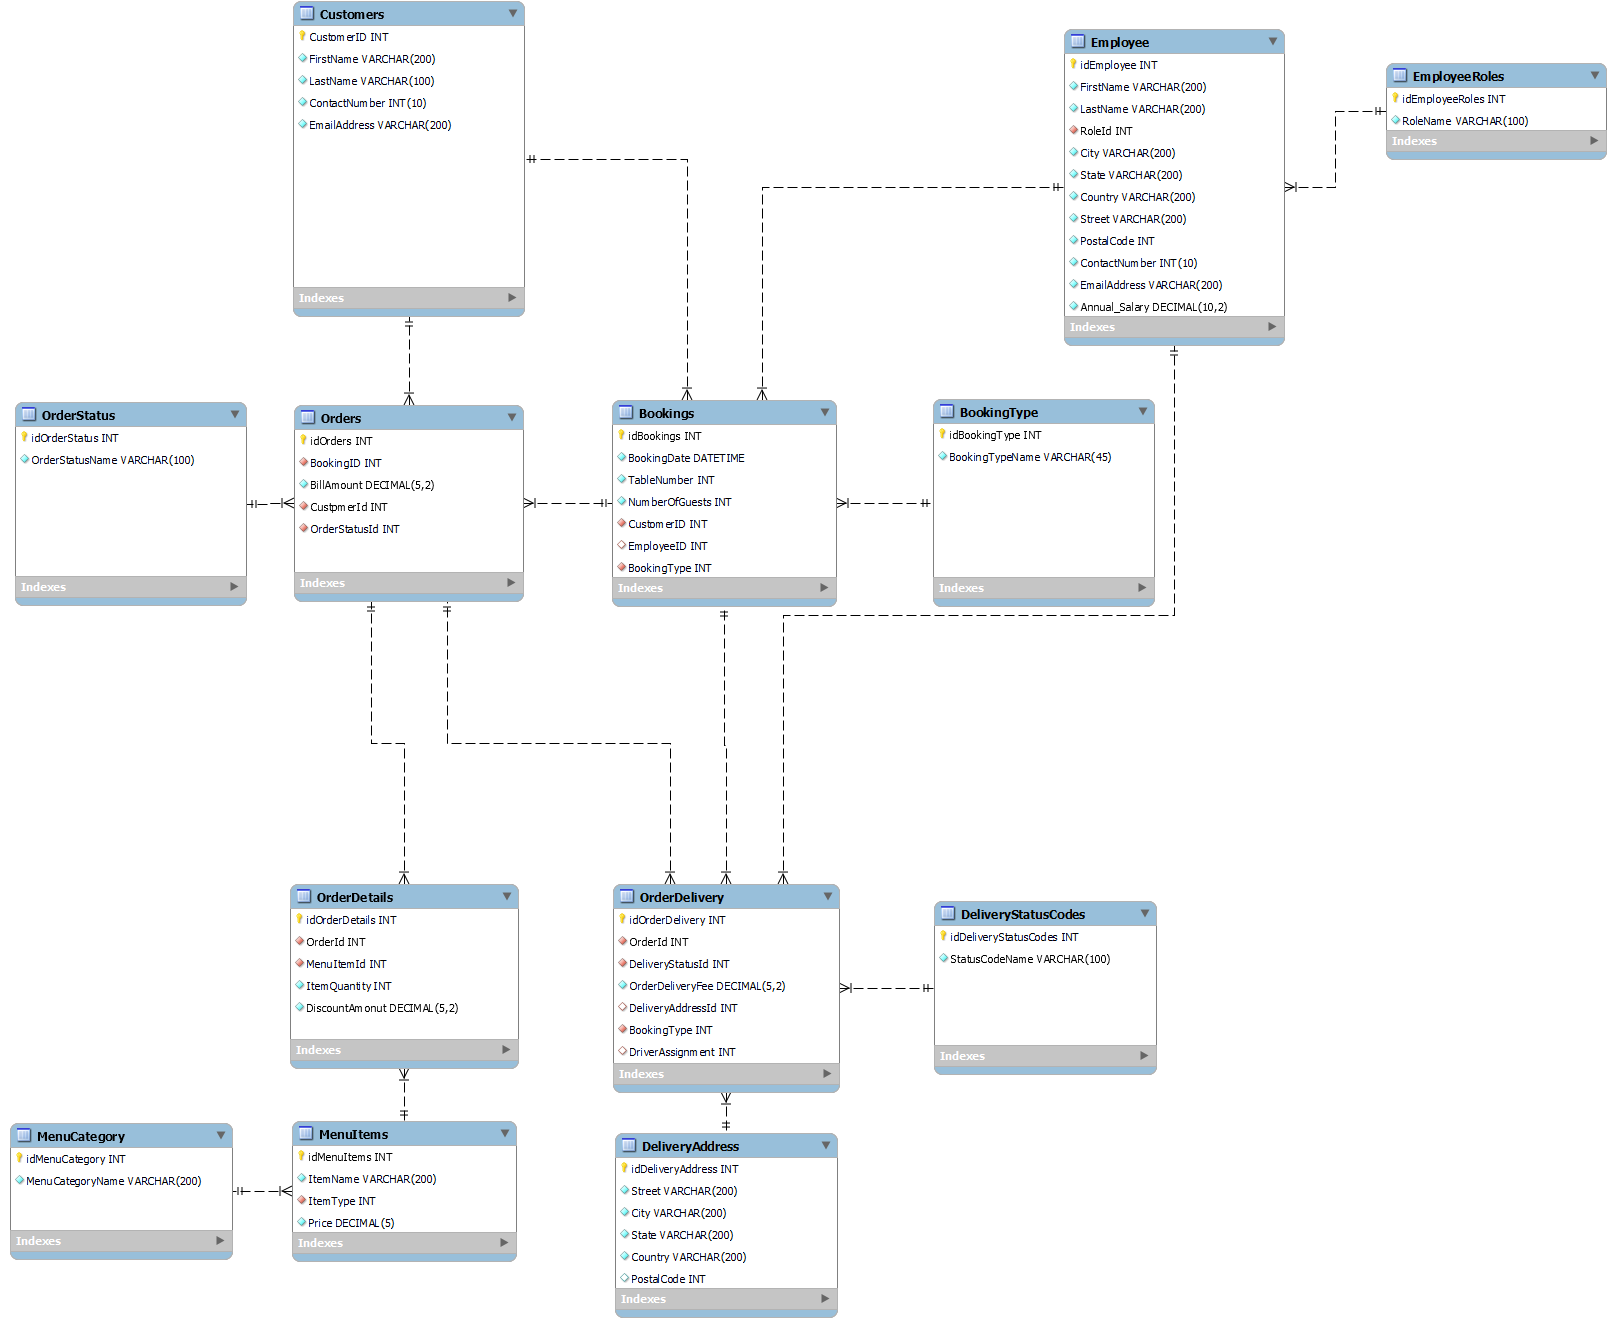 Customers
CustomerID INT
FirstName VARCHAR(200)
LastName VARCHAR(100)
ContactNumber INT(10)
EmailAddress VARCHAR(200)
Indexes
Employee
idEmployee INT
FirstName VARCHAR(200)
LastName VARCHAR(200)
RoleId INT
City VARCHAR(200)
State VARCHAR(200)
Country VARCHAR(200)
Street VARCHAR(200)
PostalCode INT
ContactNumber INT(10)
EmailAddress VARCHAR(200)
Annual_Salary DECIMAL(10,2)
Indexes
EmployeeRoles
idEmployeeRoles INT
RoleName VARCHAR(100)
Indexes
OrderStatus
idOrderStatus INT
OrderStatusName VARCHAR(100)
Indexes
Orders
idOrders INT
BookingID INT
BillAmount DECIMAL(5,2)
CustpmerId INT
OrderStatusId INT
Indexes
Bookings
idBookings INT
BookingDate DATETIME
TableNumber INT
NumberOfGuests INT
CustomerID INT
EmployeeID INT
BookingType INT
Indexes
BookingType
idBookingType INT
BookingTypeName VARCHAR(45)
Indexes
OrderDetails
idOrderDetails INT
OrderId INT
MenuItemId INT
ItemQuantity INT
DiscountAmonut DECIMAL(5,2)
Indexes
OrderDelivery
idOrderDelivery INT
OrderId INT
DeliveryStatusId INT
OrderDeliveryFee DECIMAL(5,2)
DeliveryAddressId INT
BookingType INT
DriverAssignment INT
Indexes
DeliveryStatusCodes
idDeliveryStatusCodes INT
StatusCodeName VARCHAR(100)
Indexes
MenuCategory
idMenuCategory INT
MenuCategoryName VARCHAR(200)
Indexes
MenuItems
idMenuItems INT
ItemName VARCHAR(200)
ItemType INT
Price DECIMAL(5)
Indexes
DeliveryAddress
idDeliveryAddress INT
Street VARCHAR(200)
City VARCHAR(200)
State VARCHAR(200)
Country VARCHAR(200)
PostalCode INT
Indexes